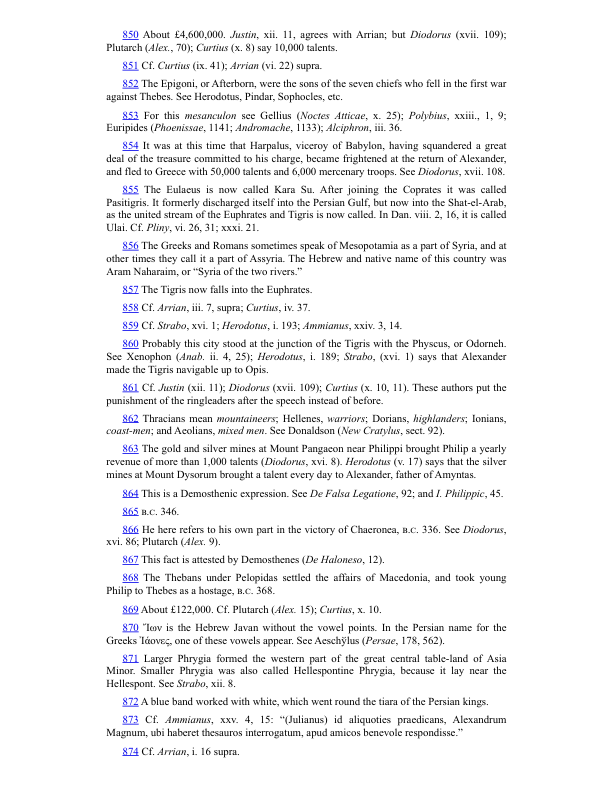 850 About £4,600,000. Justin, xii. 11, agrees with Arrian; but Diodorus (xvii. 109);
Plutarch (Alex., 70); Curtius (x. 8) say 10,000 talents.
851 Cf. Curtius (ix. 41); Arrian (vi. 22) supra.
852 The Epigoni, or Afterborn, were the sons of the seven chiefs who fell in the first war
against Thebes. See Herodotus, Pindar, Sophocles, etc.
853 For this mesanculon see Gellius (Noctes Atticae, x. 25); Polybius, xxiii., 1, 9;
Euripides (Phoenissae, 1141; Andromache, 1133); Alciphron, iii. 36.
854 It was at this time that Harpalus, viceroy of Babylon, having squandered a great
deal of the treasure committed to his charge, became frightened at the return of Alexander,
and fled to Greece with 50,000 talents and 6,000 mercenary troops. See Diodorus, xvii. 108.
855 The Eulaeus is now called Kara Su. After joining the Coprates it was called
Pasitigris. It formerly discharged itself into the Persian Gulf, but now into the Shat-el-Arab,
as the united stream of the Euphrates and Tigris is now called. In Dan. viii. 2, 16, it is called
Ulai. Cf. Pliny, vi. 26, 31; xxxi. 21.
856 The Greeks and Romans sometimes speak of Mesopotamia as a part of Syria, and at
other times they call it a part of Assyria. The Hebrew and native name of this country was
Aram Naharaim, or “Syria of the two rivers.”
857 The Tigris now falls into the Euphrates.
858 Cf. Arrian, iii. 7, supra; Curtius, iv. 37.
859 Cf. Strabo, xvi. 1; Herodotus, i. 193; Ammianus, xxiv. 3, 14.
860 Probably this city stood at the junction of the Tigris with the Physcus, or Odorneh.
See Xenophon (Anab. ii. 4, 25); Herodotus, i. 189; Strabo, (xvi. 1) says that Alexander
made the Tigris navigable up to Opis.
861 Cf. Justin (xii. 11); Diodorus (xvii. 109); Curtius (x. 10, 11). These authors put the
punishment of the ringleaders after the speech instead of before.
862 Thracians mean mountaineers; Hellenes, warriors; Dorians, highlanders; Ionians,
coast-men; and Aeolians, mixed men. See Donaldson (New Cratylus, sect. 92).
863 The gold and silver mines at Mount Pangaeon near Philippi brought Philip a yearly
revenue of more than 1,000 talents (Diodorus, xvi. 8). Herodotus (v. 17) says that the silver
mines at Mount Dysorum brought a talent every day to Alexander, father of Amyntas.
864 This is a Demosthenic expression. See De Falsa Legatione, 92; and I. Philippic, 45.
865 B.C. 346.
866 He here refers to his own part in the victory of Chaeronea, B.C. 336. See Diodorus,
xvi. 86; Plutarch (Alex. 9).
867 This fact is attested by Demosthenes (De Haloneso, 12).
868 The Thebans under Pelopidas settled the affairs of Macedonia, and took young
Philip to Thebes as a hostage, B.C. 368.
869 About £122,000. Cf. Plutarch (Alex. 15); Curtius, x. 10.
870 Ἴων is the Hebrew Javan without the vowel points. In the Persian name for the
Greeks Ἰάονες, one of these vowels appear. See Aeschўlus (Persae, 178, 562).
871 Larger Phrygia formed the western part of the great central table-land of Asia
Minor. Smaller Phrygia was also called Hellespontine Phrygia, because it lay near the
Hellespont. See Strabo, xii. 8.
872 A blue band worked with white, which went round the tiara of the Persian kings.
873 Cf. Ammianus, xxv. 4, 15: “(Julianus) id aliquoties praedicans, Alexandrum
Magnum, ubi haberet thesauros interrogatum, apud amicos benevole respondisse.”
874 Cf. Arrian, i. 16 supra.